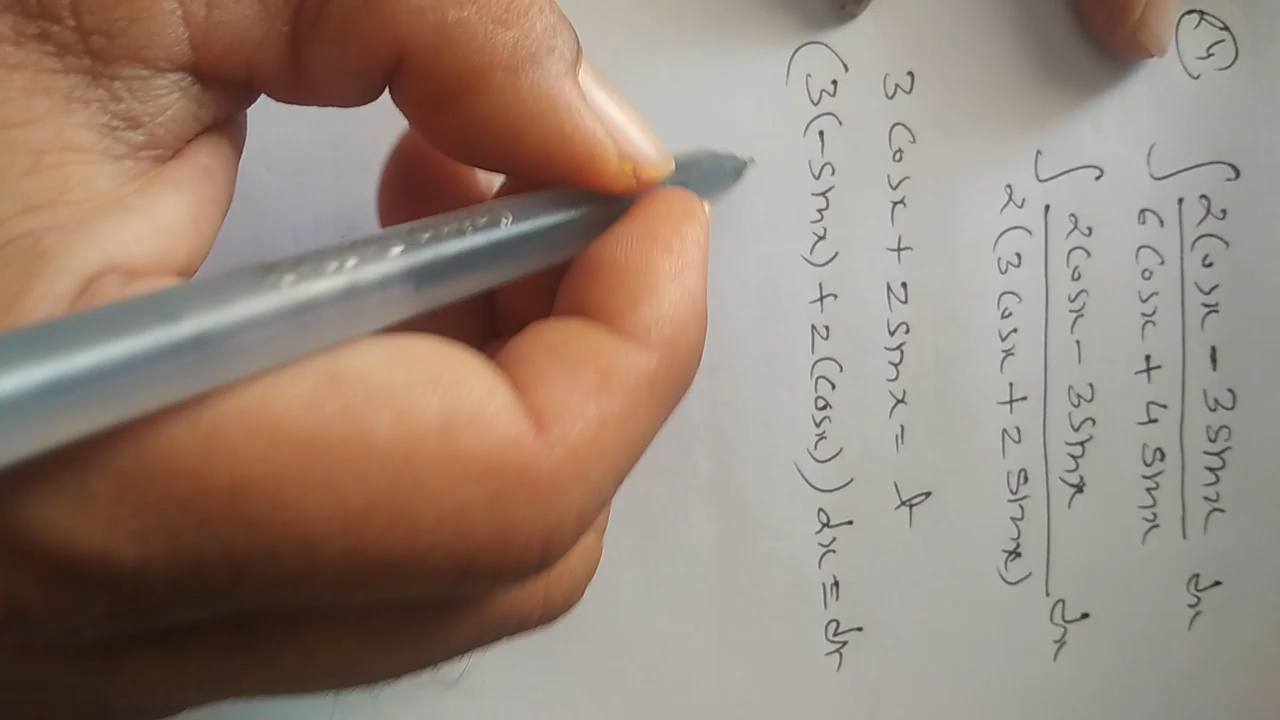 24
∫ 2cosx - 3sinx / 6cosx + 4sinx dx
∫ 2cosx - 3sinx / 2(3cosx + 2sinx) dx
3cosx + 2sinx = t
(3(-sinx) + 2(cosx)) dx = dt